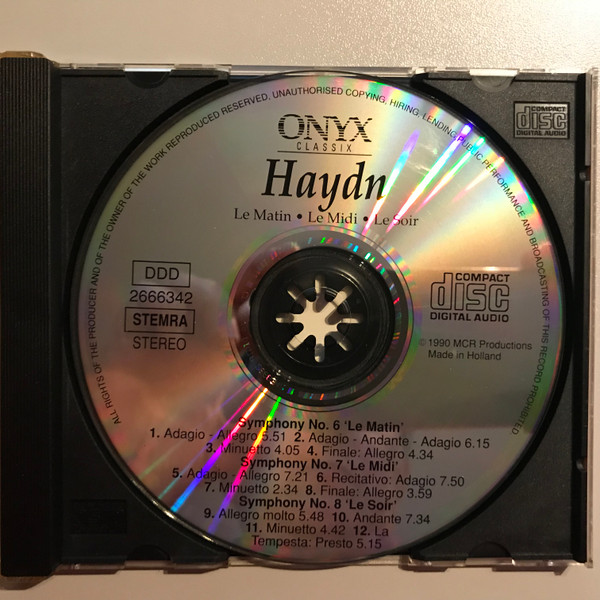 ALL RIGHTS OF THE PRODUCER AND OF THE OWNER OF THE WORK REPRODUCED RESERVED. UNAUTHORISED COPYING, HIRING, LENDING, PUBLIC PERFORMANCE AND BROADCASTING OF THIS RECORD PROHIBITED
COMPACT
disc
DIGITAL AUDIO
ONYX
CLASSIX
Haydn
Le Matin • Le Midi • Le Soir
DDD
2666342
STEMRA
STEREO
COMPACT
disc
DIGITAL AUDIO
© 1990 MCR Productions
Made in Holland
Symphony No. 6 'Le Matin'
1. Adagio - Allegro 5.51 2. Adagio - Andante - Adagio 6.15
3. Minuetto 4.05 4. Finale: Allegro 4.34
Symphony No. 7 'Le Midi'
5. Adagio - Allegro 7.21 6. Recitativo: Adagio 7.50
7. Minuetto 2.34 8. Finale: Allegro 3.59
Symphony No. 8 'Le Soir'
9. Allegro molto 5.48 10. Andante 7.34
11. Minuetto 4.42 12. La
Tempesta: Presto 5.15